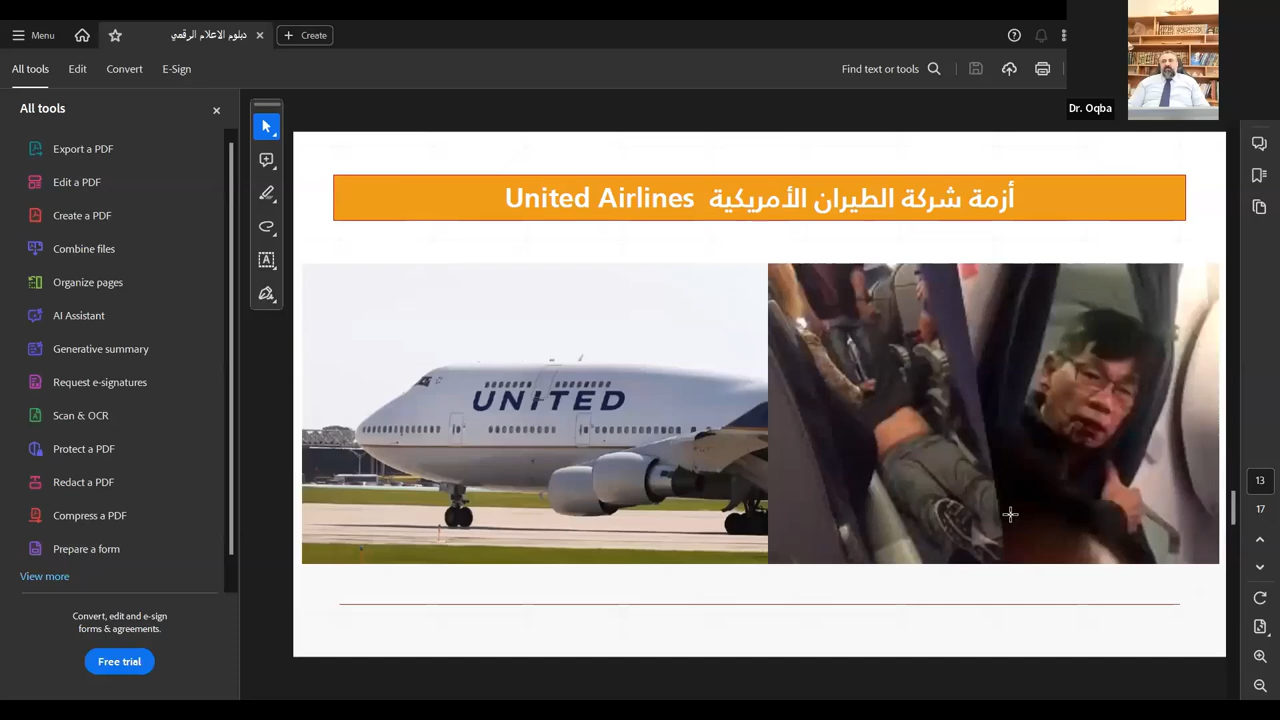 Menu
دبلوم الاعلام الرقمي
Create
All tools
Edit
Convert
E-Sign
Find text or tools
Dr. Oqba
All tools
Export a PDF
Edit a PDF
Create a PDF
Combine files
Organize pages
AI Assistant
Generative summary
Request e-signatures
Scan & OCR
Protect a PDF
Redact a PDF
Compress a PDF
Prepare a form
View more
Convert, edit and e-sign
forms & agreements.
Free trial
أزمة شركة الطيران الأمريكية United Airlines
UNITED
13
17